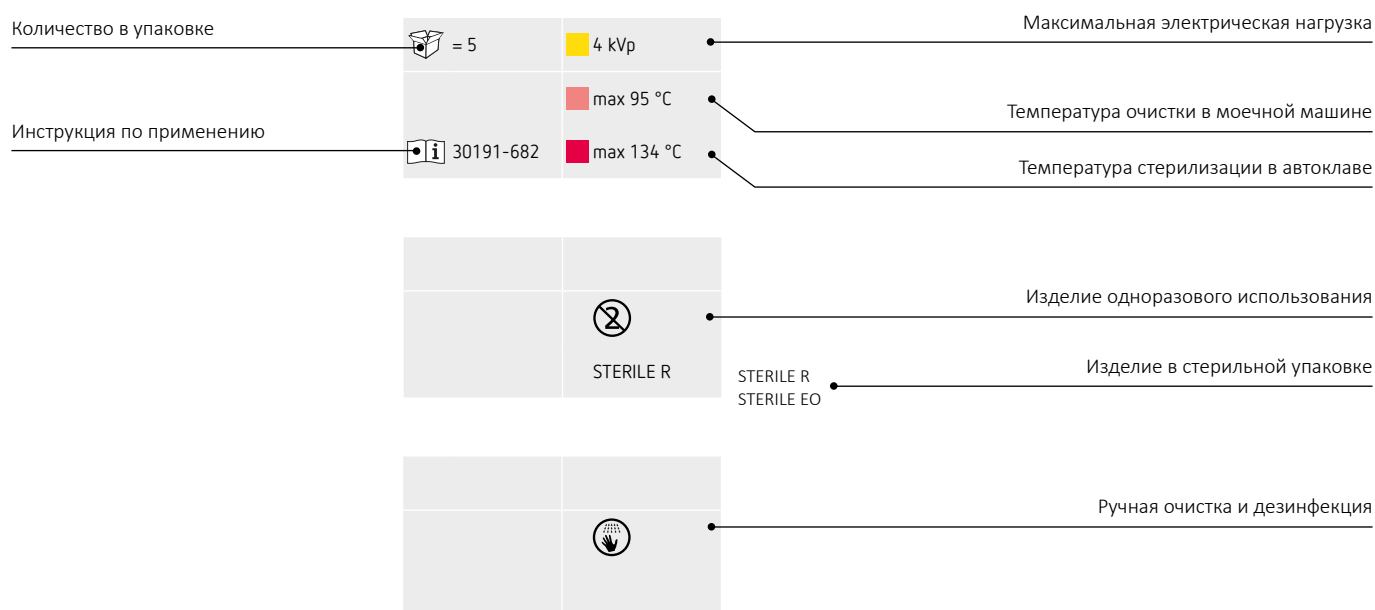 Количество в упаковке
= 5
4 kVp
Максимальная электрическая нагрузка
max 95 °C
Температура очистки в моечной машине
Инструкция по применению
i 30191-682
max 134 °C
Температура стерилизации в автоклаве
2
Изделие одноразового использования
STERILE R
STERILE R
STERILE EO
Изделие в стерильной упаковке
Ручная очистка и дезинфекция